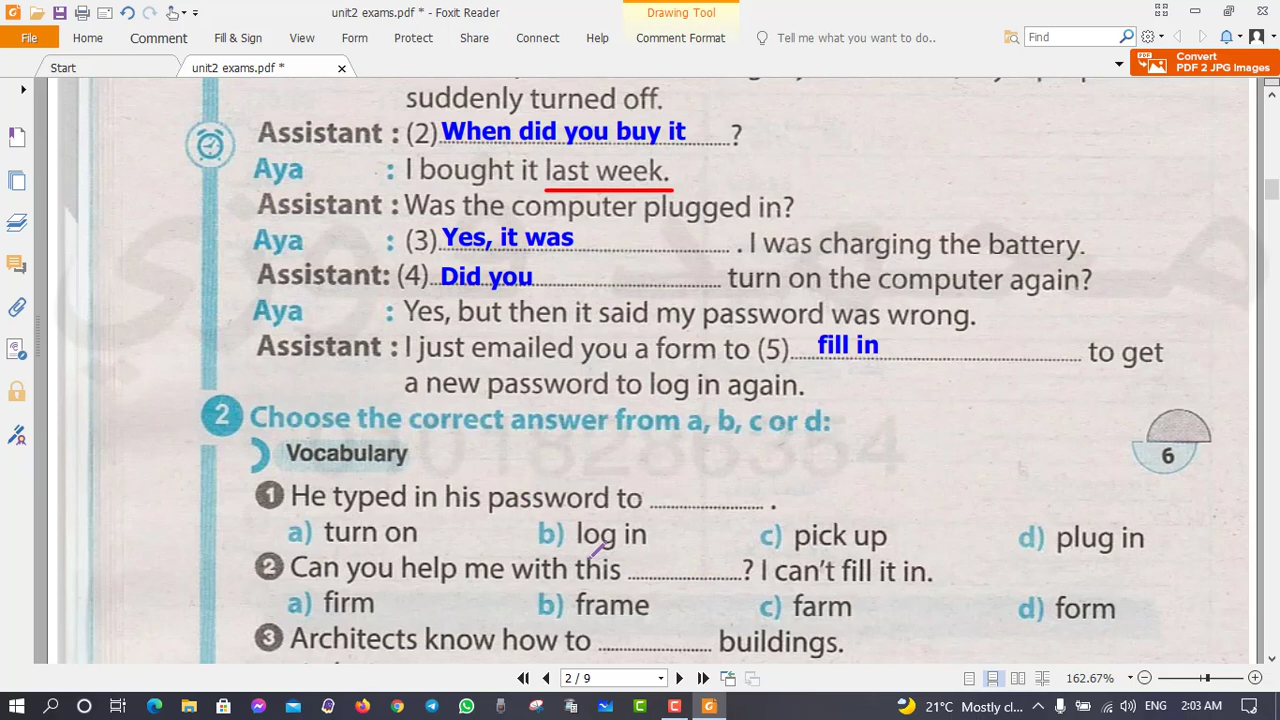 unit2 exams.pdf * - Foxit Reader
Drawing Tool
File Home Comment Fill & Sign View Form Protect Share Connect Help Comment Format Tell me what you want to do.. Find
Start unit2 exams.pdf *
Convert
PDF 2 JPG Images
suddenly turned off.
Assistant : (2) When did you buy it ?
Aya : I bought it last week.
Assistant : Was the computer plugged in?
Aya : (3) Yes, it was . I was charging the battery.
Assistant: (4) Did you turn on the computer again?
Aya : Yes, but then it said my password was wrong.
Assistant : I just emailed you a form to (5) fill in to get
a new password to log in again.
2 Choose the correct answer from a, b, c or d:
Vocabulary
6
1 He typed in his password to .................... .
a) turn on b) log in c) pick up d) plug in
2 Can you help me with this ....................? I can't fill it in.
a) firm b) frame c) farm d) form
3 Architects know how to .................... buildings.
2 / 9
162.67%
21°C Mostly cl... ENG 2:03 AM